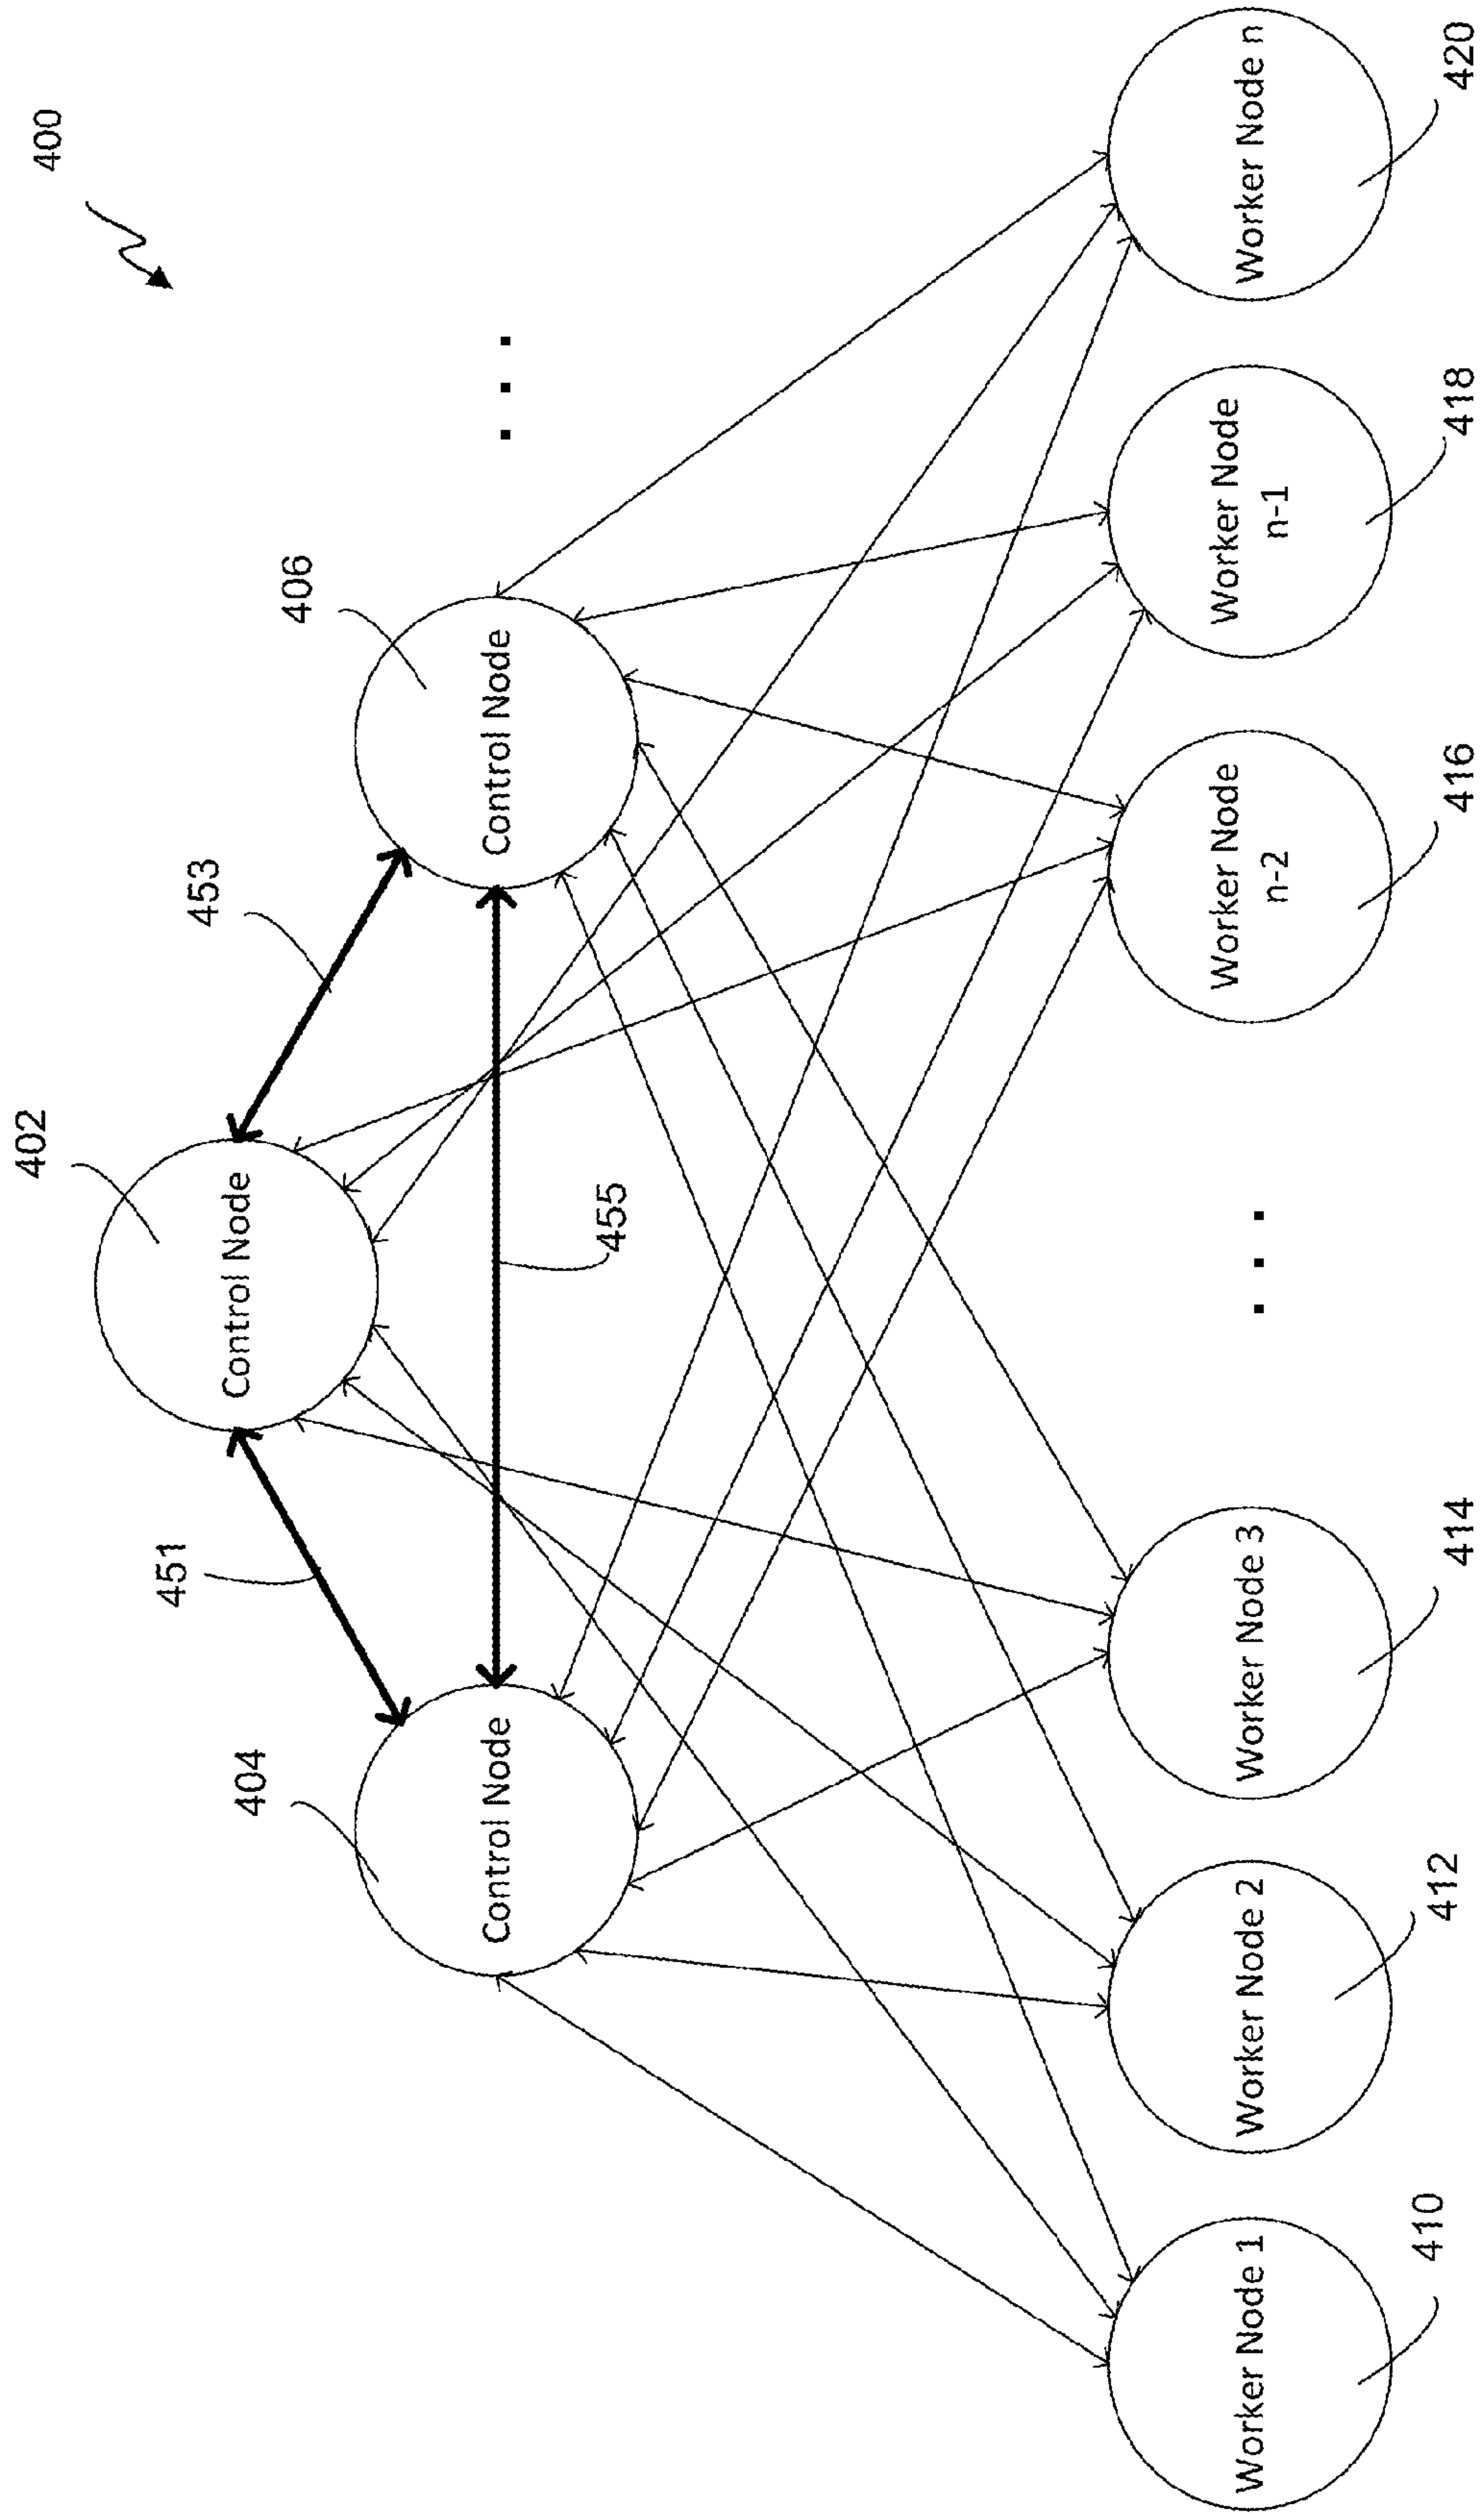 400
402
451
453
404
406
Control Node
Control Node
Control Node
455
. . .
Worker Node 1
Worker Node 2
Worker Node 3
. . .
Worker Node
n-2
Worker Node
n-1
Worker Node n
410
412
414
416
418
420